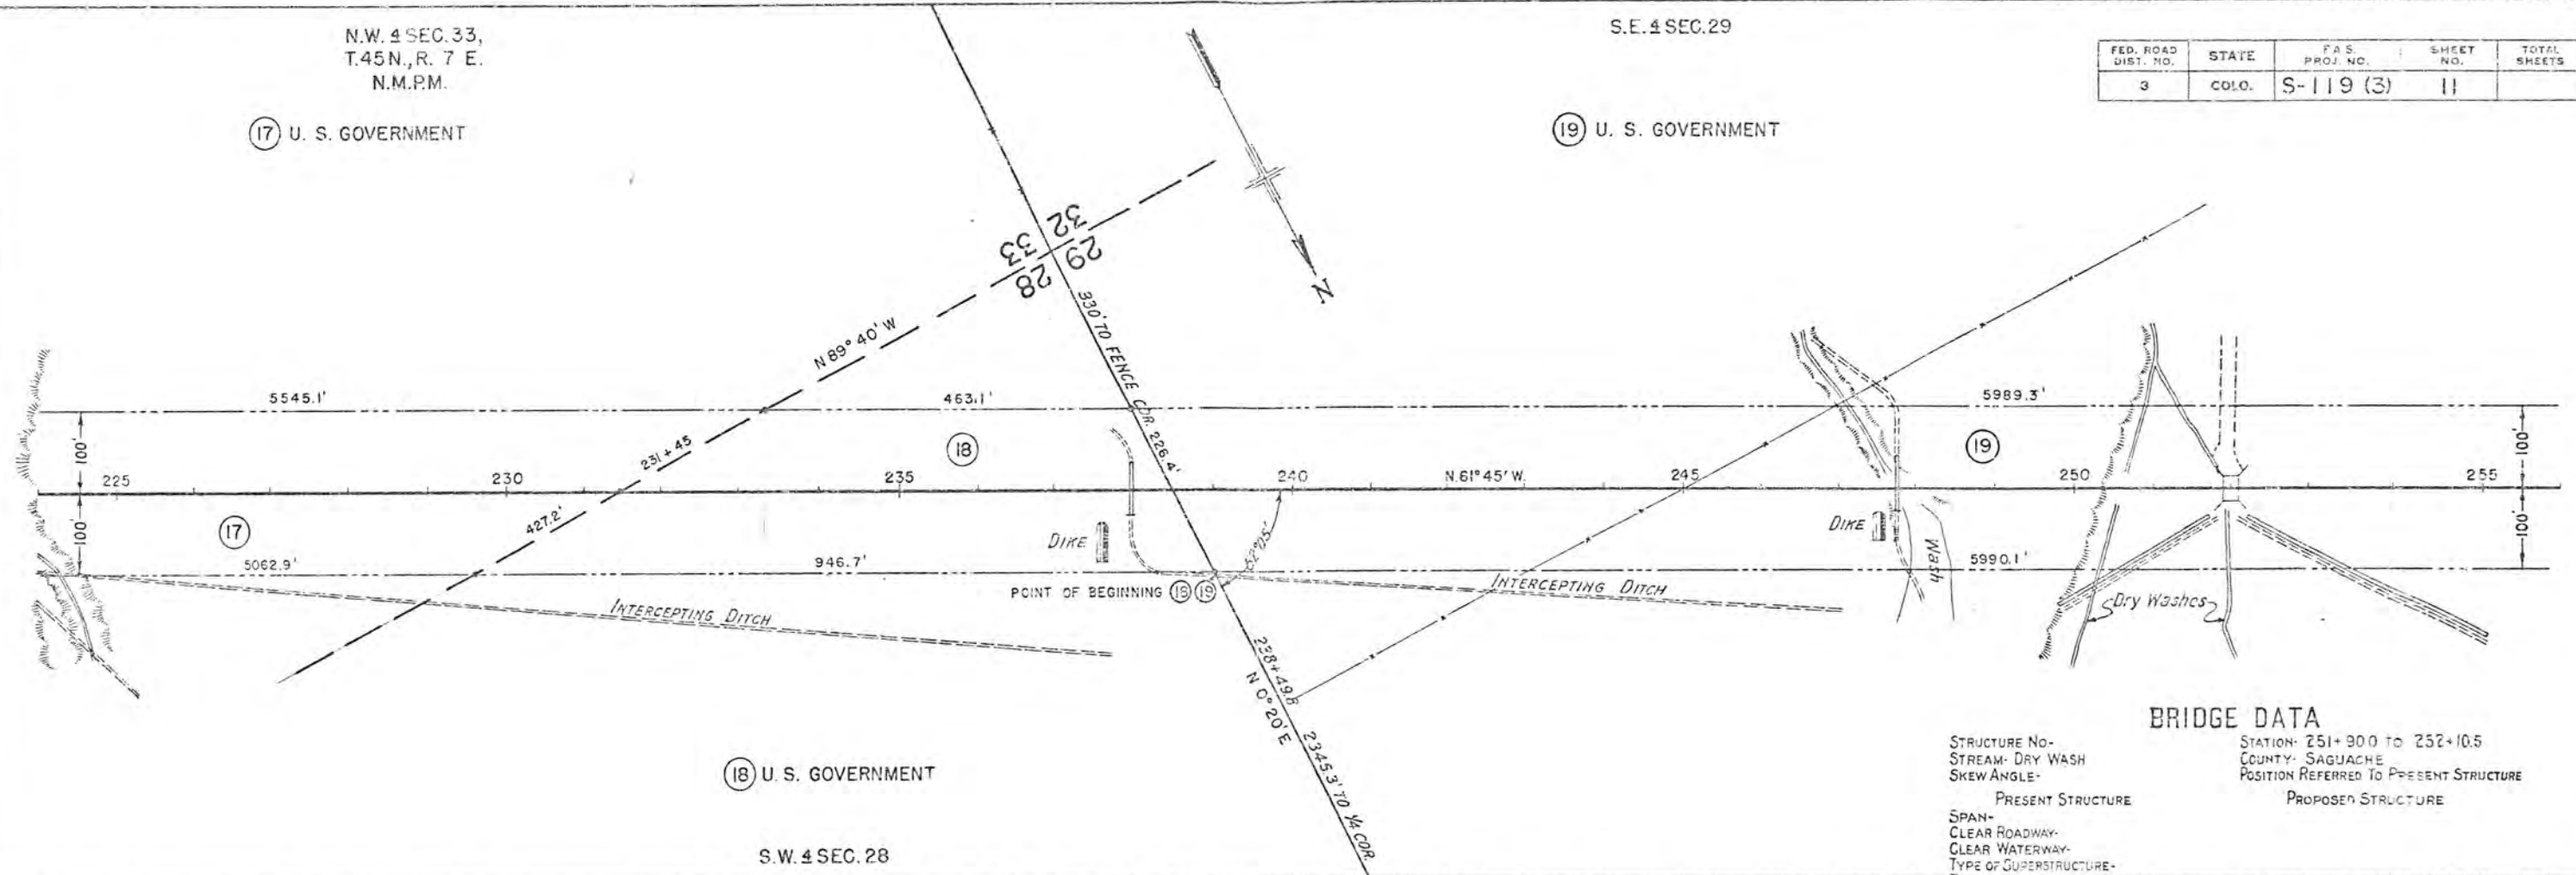 N.W. 4 SEC. 33,
T.45 N., R. 7 E.
N.M.P.M.
17 U. S. GOVERNMENT
S.E. 4 SEC. 29
19 U. S. GOVERNMENT
FED. ROAD DIST. NO. STATE F.A.S. PROJ. NO. SHEET NO. TOTAL SHEETS
3 COLO. S-119 (3) 11
32
33
29
28
N
N 89° 40' W
330' TO FENCE COR. 226.4'
5545.1'
463.1'
5989.3'
100'
231+45
18
19
100'
225
230
235
240
N. 61° 45' W.
245
250
255
17
100'
427.2'
DIKE
62°05'
DIKE
Wash
100'
5062.9'
946.7'
5990.1'
POINT OF BEGINNING 18 19
INTERCEPTING DITCH
INTERCEPTING DITCH
Dry Washes
238+49.8
N 0° 20' E
2345.3' TO 1/4 COR.
18 U. S. GOVERNMENT
S.W. 4 SEC. 28
BRIDGE DATA
STRUCTURE NO- STATION- 251+90.0 TO 252+10.5
STREAM- DRY WASH COUNTY- SAGUACHE
SKEW ANGLE- POSITION REFERRED TO PRESENT STRUCTURE
PRESENT STRUCTURE PROPOSED STRUCTURE
SPAN-
CLEAR ROADWAY-
CLEAR WATERWAY-
TYPE OF SUPERSTRUCTURE-